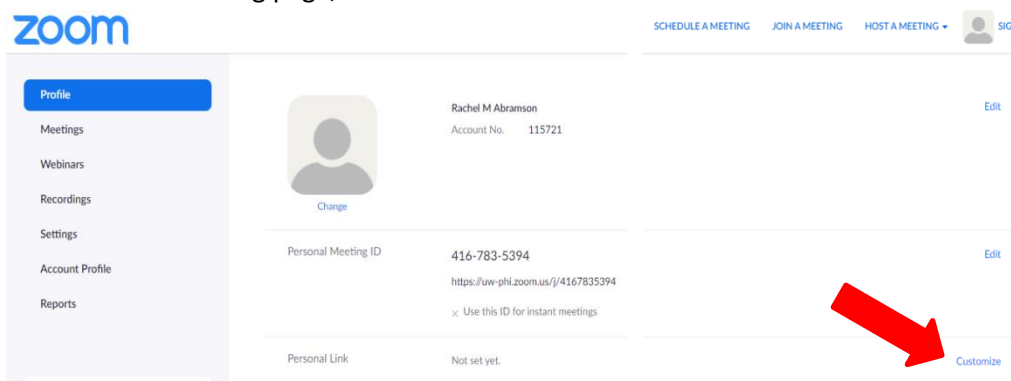 zoom
SCHEDULE A MEETING JOIN A MEETING HOST A MEETING SIG
Profile
Meetings
Webinars
Recordings
Settings
Account Profile
Reports
Rachel M Abramson
Edit
Account No. 115721
Change
Personal Meeting ID
416-783-5394
Edit
https://uw-phi.zoom.us/j/4167835394
x Use this ID for instant meetings
Personal Link
Not set yet.
Customize